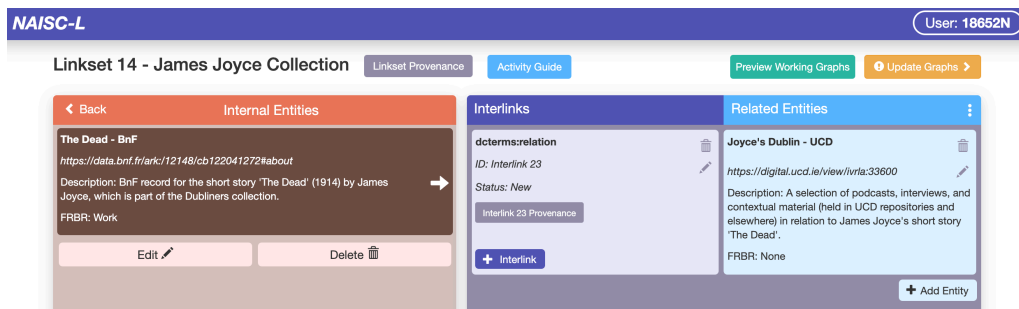 NAISC-L
User: 18652N
Linkset 14 - James Joyce Collection
Linkset Provenance
Activity Guide
Preview Working Graphs
Update Graphs
Back
Internal Entities
The Dead - BnF
https://data.bnf.fr/ark:/12148/cb122041272#about
Description: BnF record for the short story 'The Dead' (1914) by James
Joyce, which is part of the Dubliners collection.
FRBR: Work
Edit
Delete
Interlinks
dcterms:relation
ID: Interlink 23
Status: New
Interlink 23 Provenance
+ Interlink
Related Entities
Joyce's Dublin - UCD
https://digital.ucd.ie/view/ivrla:33600
Description: A selection of podcasts, interviews, and
contextual material (held in UCD repositories and
elsewhere) in relation to James Joyce's short story
'The Dead'.
FRBR: None
+ Add Entity